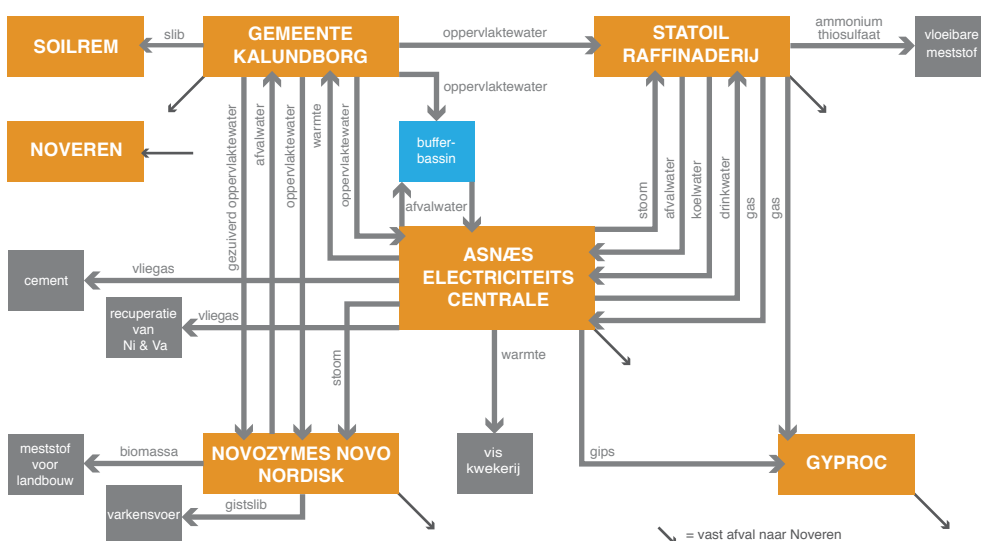 SOILREM
slib
GEMEENTE
KALUNDBORG
oppervlaktewater
STATOIL
RAFFINADERIJ
ammonium
thiosulfaat
vloeibare
meststof
oppervlaktewater
NOVEREN
buffer-
bassin
gezuiverd oppervlaktewater
afvalwater
oppervlaktewater
warmte
oppervlaktewater
afvalwater
stoom
afvalwater
koelwater
drinkwater
gas
gas
ASNÆS
ELECTRICITEITS
CENTRALE
cement
vliegas
recuperatie
van
Ni & Va
vliegas
stoom
warmte
meststof
voor
landbouw
biomassa
NOVOZYMES NOVO
NORDISK
vis
kwekerij
gips
GYPROC
varkensvoer
gistslib
= vast afval naar Noveren